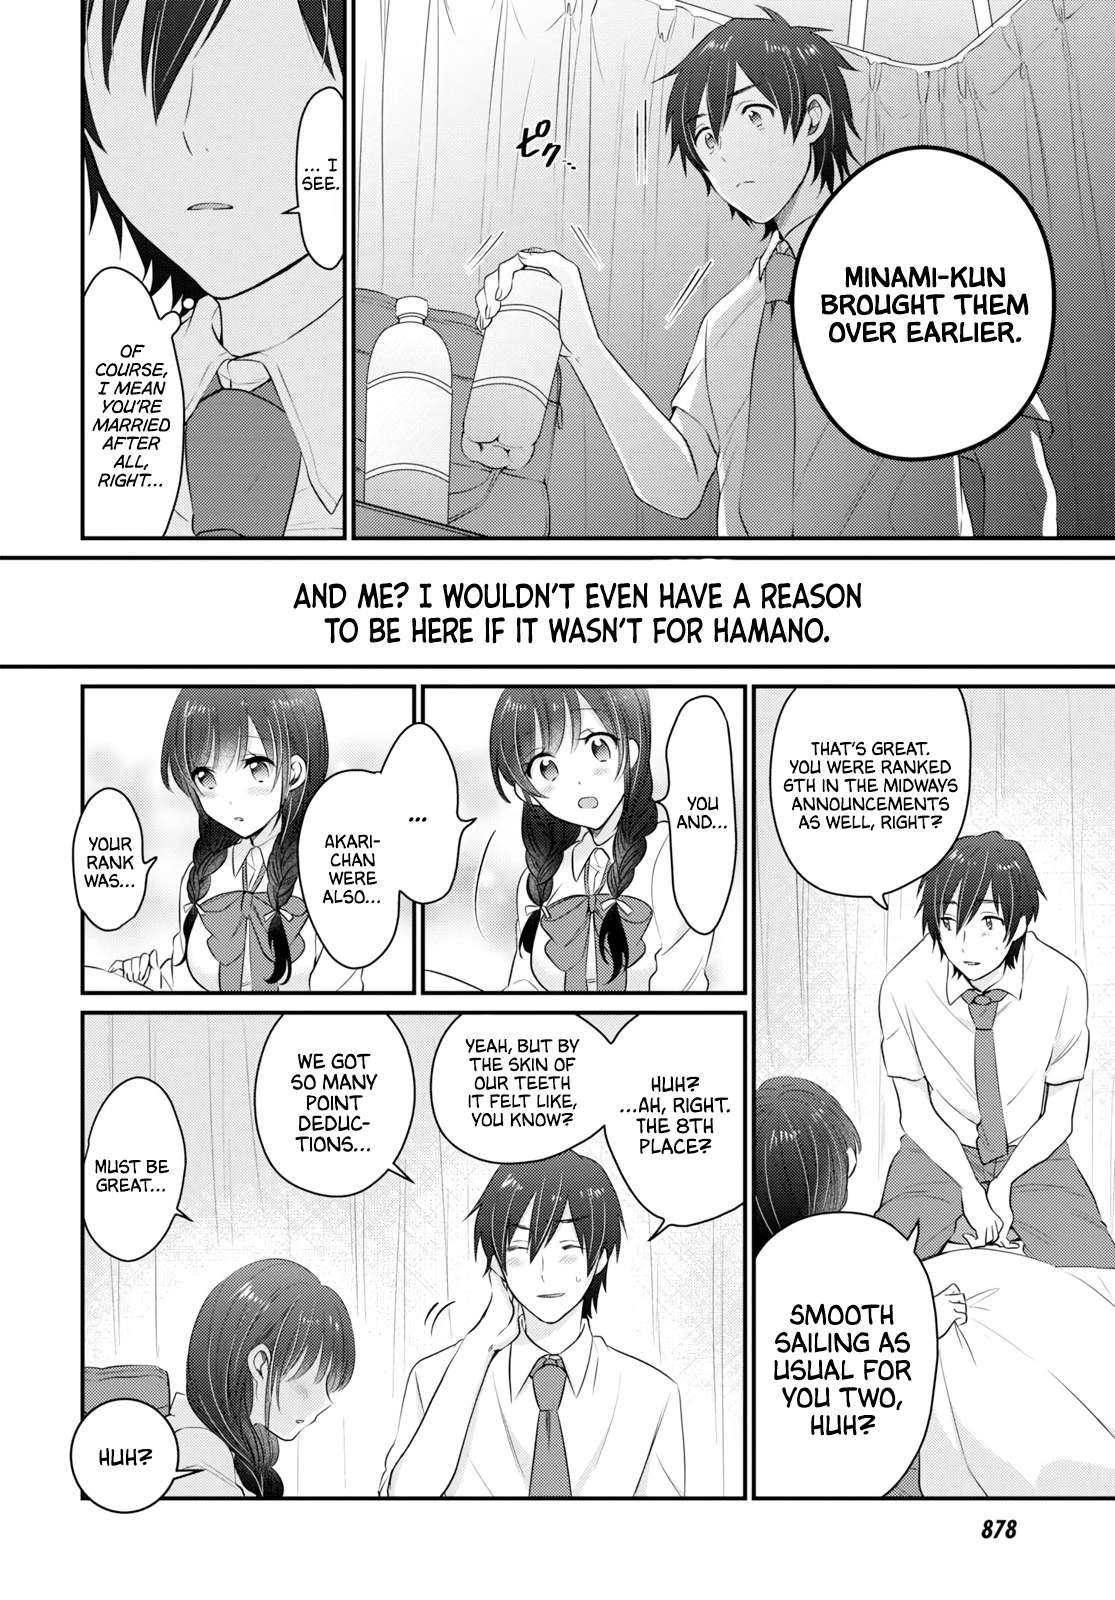 MINAMI-KUN
BROUGHT THEM
OVER EARLIER.
ピク…
... I
SEE.
OF
COURSE,
I MEAN
YOU'RE
MARRIED
AFTER
ALL,
RIGHT...
AND ME? I WOULDN'T EVEN HAVE A REASON
TO BE HERE IF IT WASN'T FOR HAMANO.
THAT'S GREAT.
YOU WERE RANKED
6TH IN THE MIDWAYS
ANNOUNCEMENTS
AS WELL, RIGHT?
SMOOTH
SAILING AS
USUAL FOR
YOU TWO,
HUH?
YOU
AND...
...
AKARI-
CHAN
WERE
ALSO...
YOUR
RANK
WAS...
HUH?
...AH, RIGHT.
THE 8TH
PLACE?
YEAH, BUT BY
THE SKIN OF
OUR TEETH
IT FELT LIKE,
YOU KNOW?
WE GOT
SO MANY
POINT
DEDUC-
TIONS...
MUST BE
GREAT...
HUH?
878